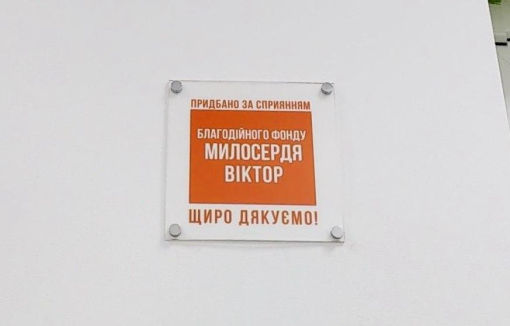 ПРИДБАНО ЗА СПРИЯННЯМ
БЛАГОДІЙНОГО ФОНДУ
МИЛОСЕРДЯ
ВІКТОР
ЩИРО ДЯКУЄМО!